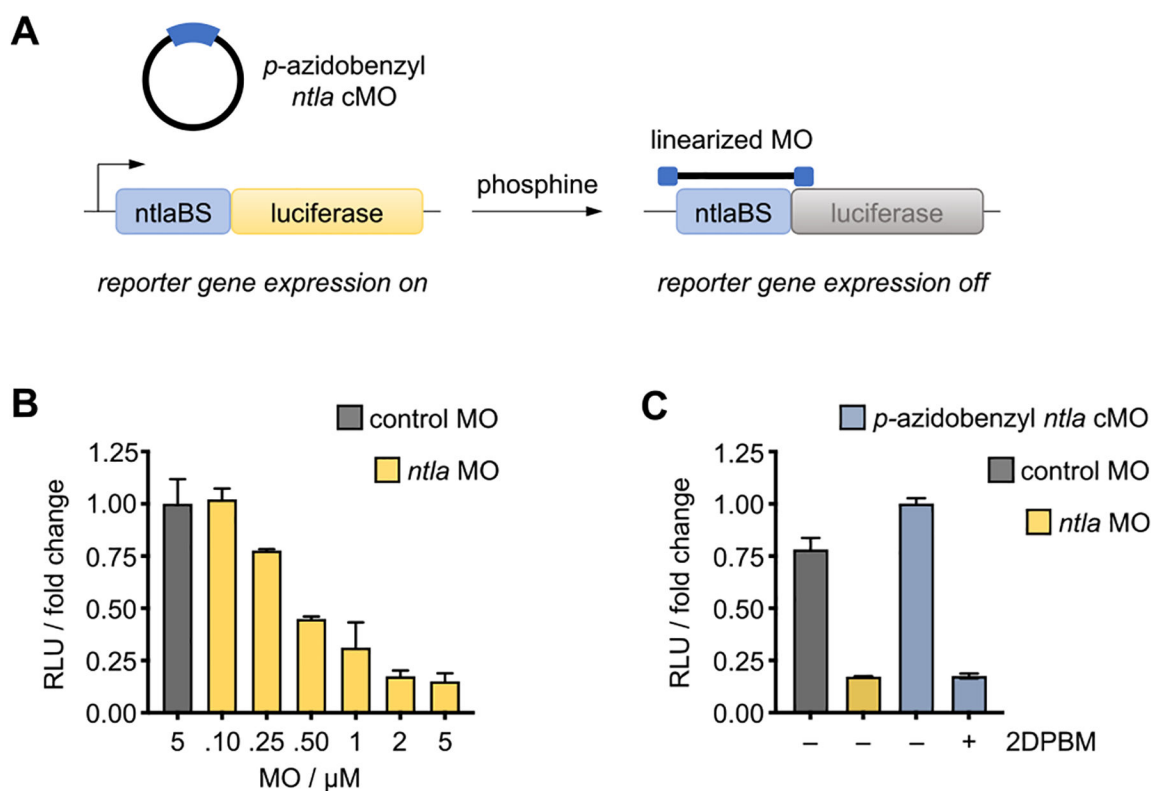 A
p-azidobenzyl
ntla cMO
linearized MO
phosphine
ntlaBS
luciferase
ntlaBS
luciferase
reporter gene expression on
reporter gene expression off
B
control MO
ntla MO
RLU / fold change
1.25
1.00
0.75
0.50
0.25
0.00
5 .10 .25 .50 1 2 5
MO / µM
C
p-azidobenzyl ntla cMO
control MO
ntla MO
RLU / fold change
1.25
1.00
0.75
0.50
0.25
0.00
– – – + 2DPBM